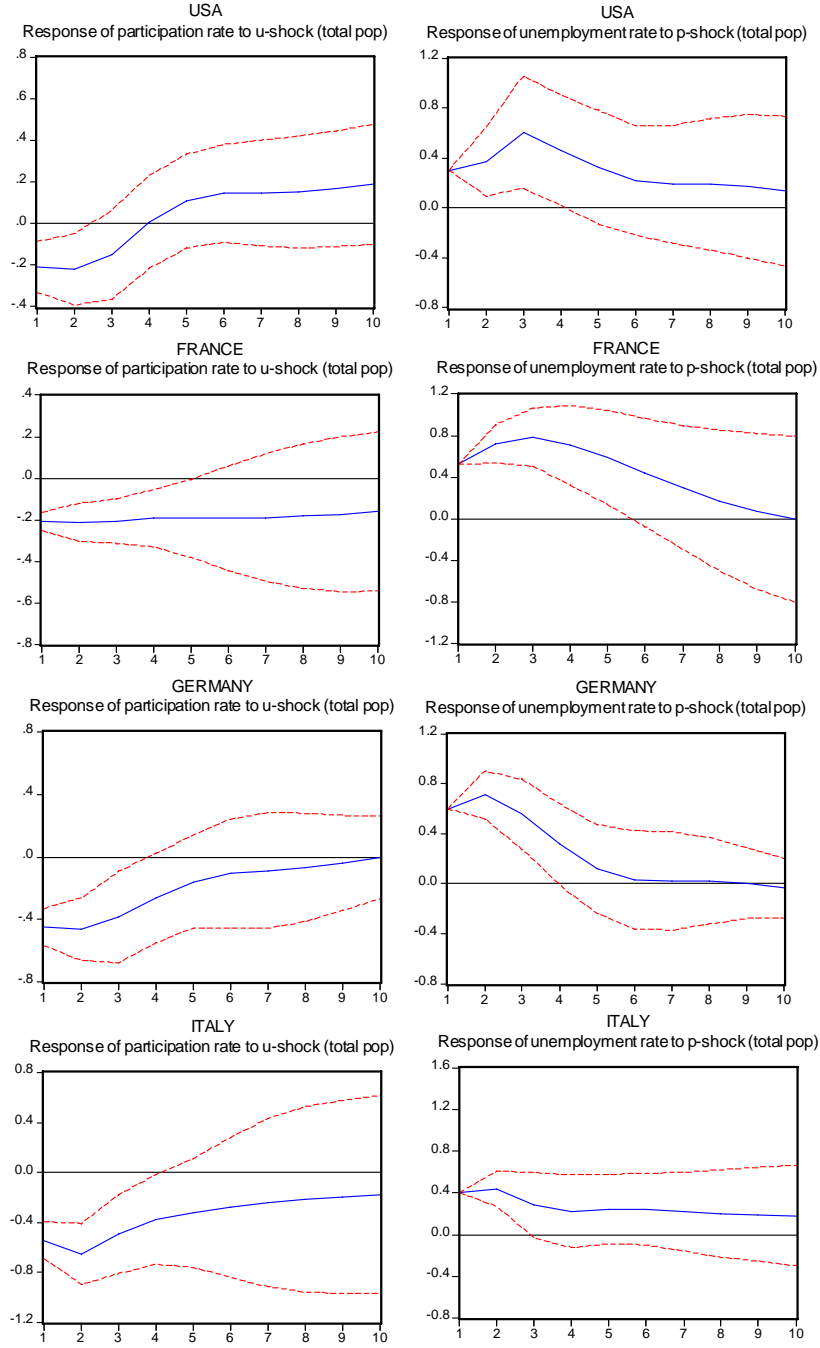 USA
Response of participation rate to u-shock (total pop)
.8
.6
.4
.2
.0
-.2
-.4
1 2 3 4 5 6 7 8 9 10
USA
Response of unemployment rate to p-shock (total pop)
1.2
0.8
0.4
0.0
-0.4
-0.8
1 2 3 4 5 6 7 8 9 10
FRANCE
Response of participation rate to u-shock (total pop)
.4
.2
.0
-.2
-.4
-.6
-.8
1 2 3 4 5 6 7 8 9 10
FRANCE
Response of unemployment rate to p-shock (total pop)
1.2
0.8
0.4
0.0
-0.4
-0.8
-1.2
1 2 3 4 5 6 7 8 9 10
GERMANY
Response of participation rate to u-shock (total pop)
.8
.4
.0
-.4
-.8
1 2 3 4 5 6 7 8 9 10
GERMANY
Response of unemployment rate to p-shock (total pop)
1.2
0.8
0.4
0.0
-0.4
-0.8
1 2 3 4 5 6 7 8 9 10
ITALY
Response of participation rate to u-shock (total pop)
0.8
0.4
0.0
-0.4
-0.8
-1.2
1 2 3 4 5 6 7 8 9 10
ITALY
Response of unemployment rate to p-shock (total pop)
1.6
1.2
0.8
0.4
0.0
-0.4
-0.8
1 2 3 4 5 6 7 8 9 10